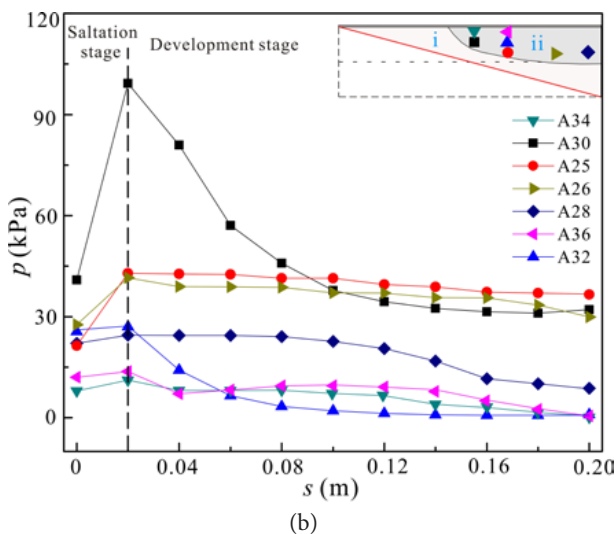 Saltation
stage
Development stage
i
ii
120
90
60
30
0
p (kPa)
A34
A30
A25
A26
A28
A36
A32
0
0.04
0.08
0.12
0.16
0.20
s (m)
(b)